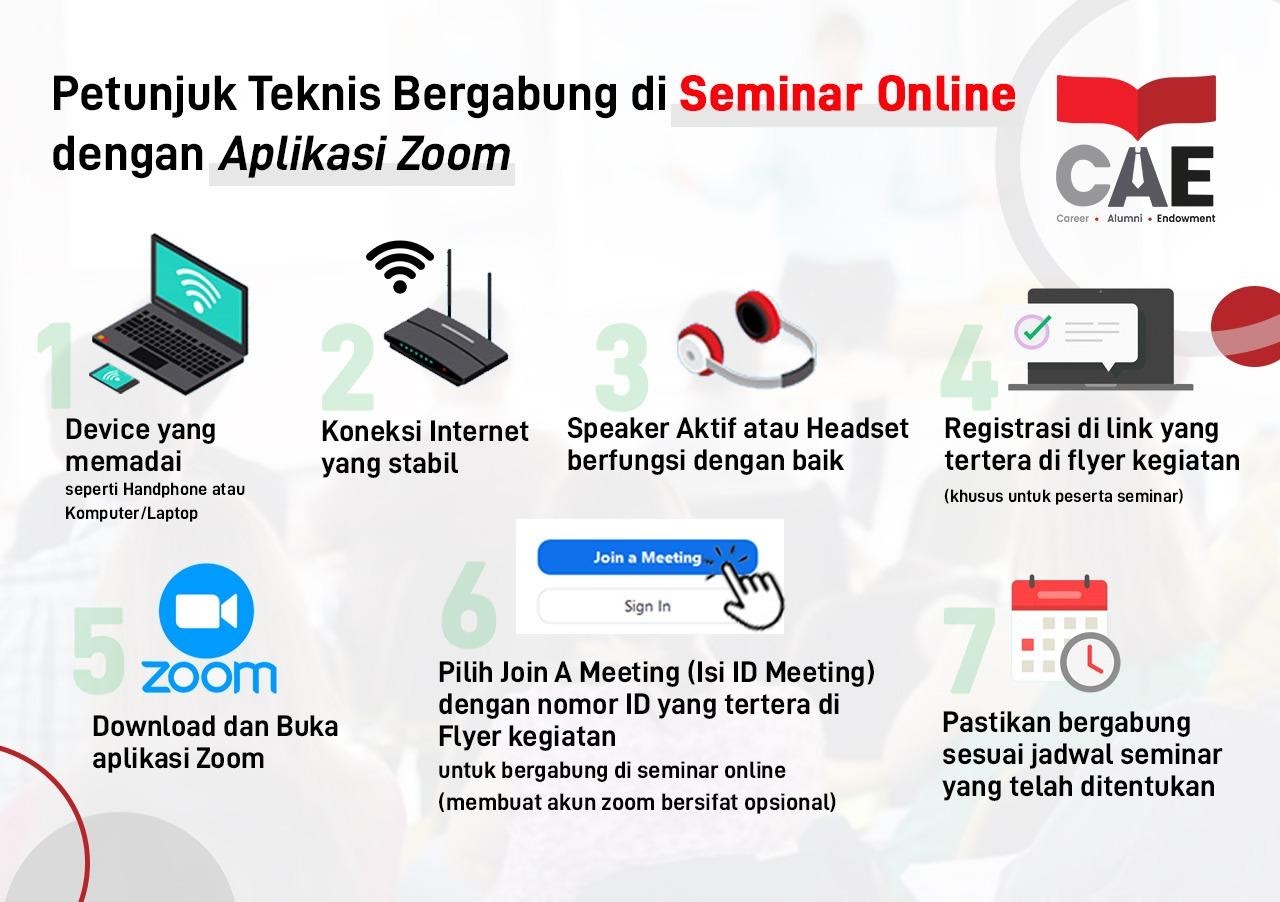 Petunjuk Teknis Bergabung di Seminar Online
dengan Aplikasi Zoom
CAE
Career • Alumni • Endowment
1
Device yang
memadai
seperti Handphone atau
Komputer/Laptop
2
Koneksi Internet
yang stabil
3
Speaker Aktif atau Headset
berfungsi dengan baik
4
Registrasi di link yang
tertera di flyer kegiatan
(khusus untuk peserta seminar)
5
zoom
Download dan Buka
aplikasi Zoom
6
Join a Meeting
Sign In
Pilih Join A Meeting (Isi ID Meeting)
dengan nomor ID yang tertera di
Flyer kegiatan
untuk bergabung di seminar online
(membuat akun zoom bersifat opsional)
7
Pastikan bergabung
sesuai jadwal seminar
yang telah ditentukan